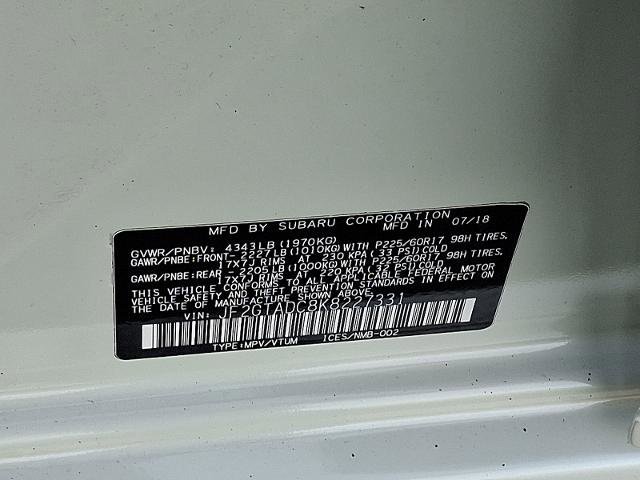 MFD BY SUBARU CORPORATION
MFD IN 07/18
GVWR/PNBV: 4343LB(1970KG)
GAWR/PNBE:FRONT-2227LB(1010KG)WITH P225/60R17 98H TIRES.
7X7J RIMS AT 230 KPA(33 PSI)COLD
GAWR/PNBE:REAR -2205LB(1000KG)WITH P225/60R17 98H TIRES.
7X7J RIMS AT 220 KPA(32 PSI)COLD
THIS VEHICLE CONFORMS TO ALL APPLICABLE FEDERAL MOTOR
VEHICLE SAFETY AND THEFT PREVENTION STANDARDS IN EFFECT ON
THE DATE OF MANUFACTURE SHOWN ABOVE.
VIN: JF2GTADC8K8227331
TYPE:MPV/VTUM ICES/NMB-002